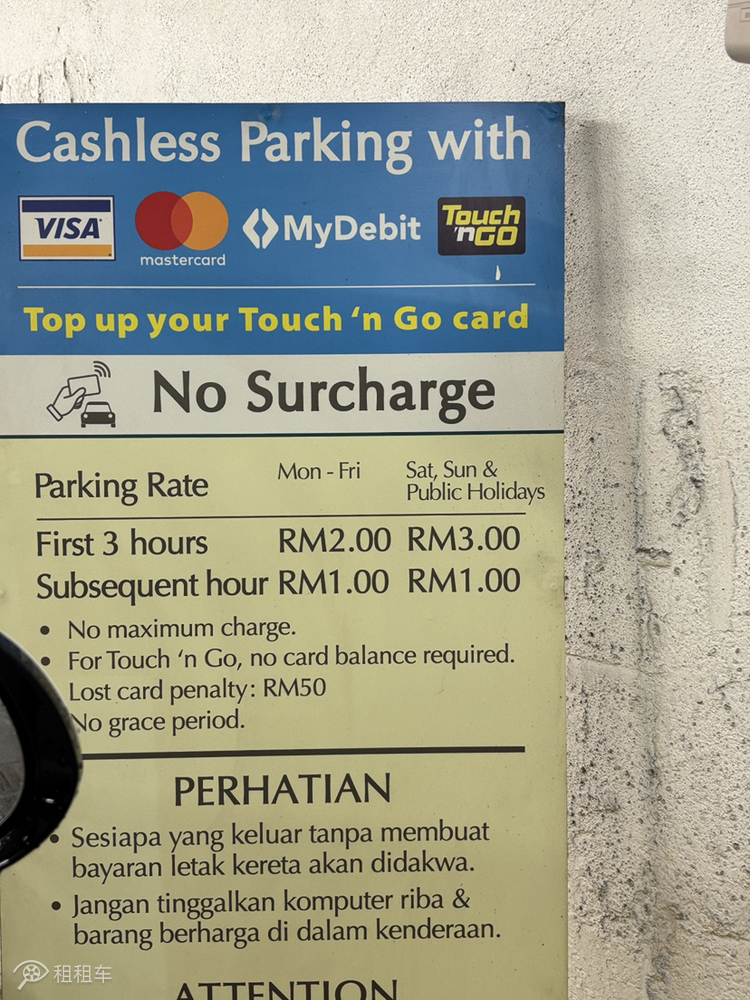 Cashless Parking with
VISA
mastercard
MyDebit
Touch
'nGO
Top up your Touch 'n Go card
No Surcharge
Parking Rate Mon - Fri Sat, Sun &
Public Holidays
First 3 hours RM2.00 RM3.00
Subsequent hour RM1.00 RM1.00
• No maximum charge.
• For Touch 'n Go, no card balance required.
Lost card penalty: RM50
No grace period.
PERHATIAN
• Sesiapa yang keluar tanpa membuat
bayaran letak kereta akan didakwa.
• Jangan tinggalkan komputer riba &
barang berharga di dalam kenderaan.
ATTENTION
租租车